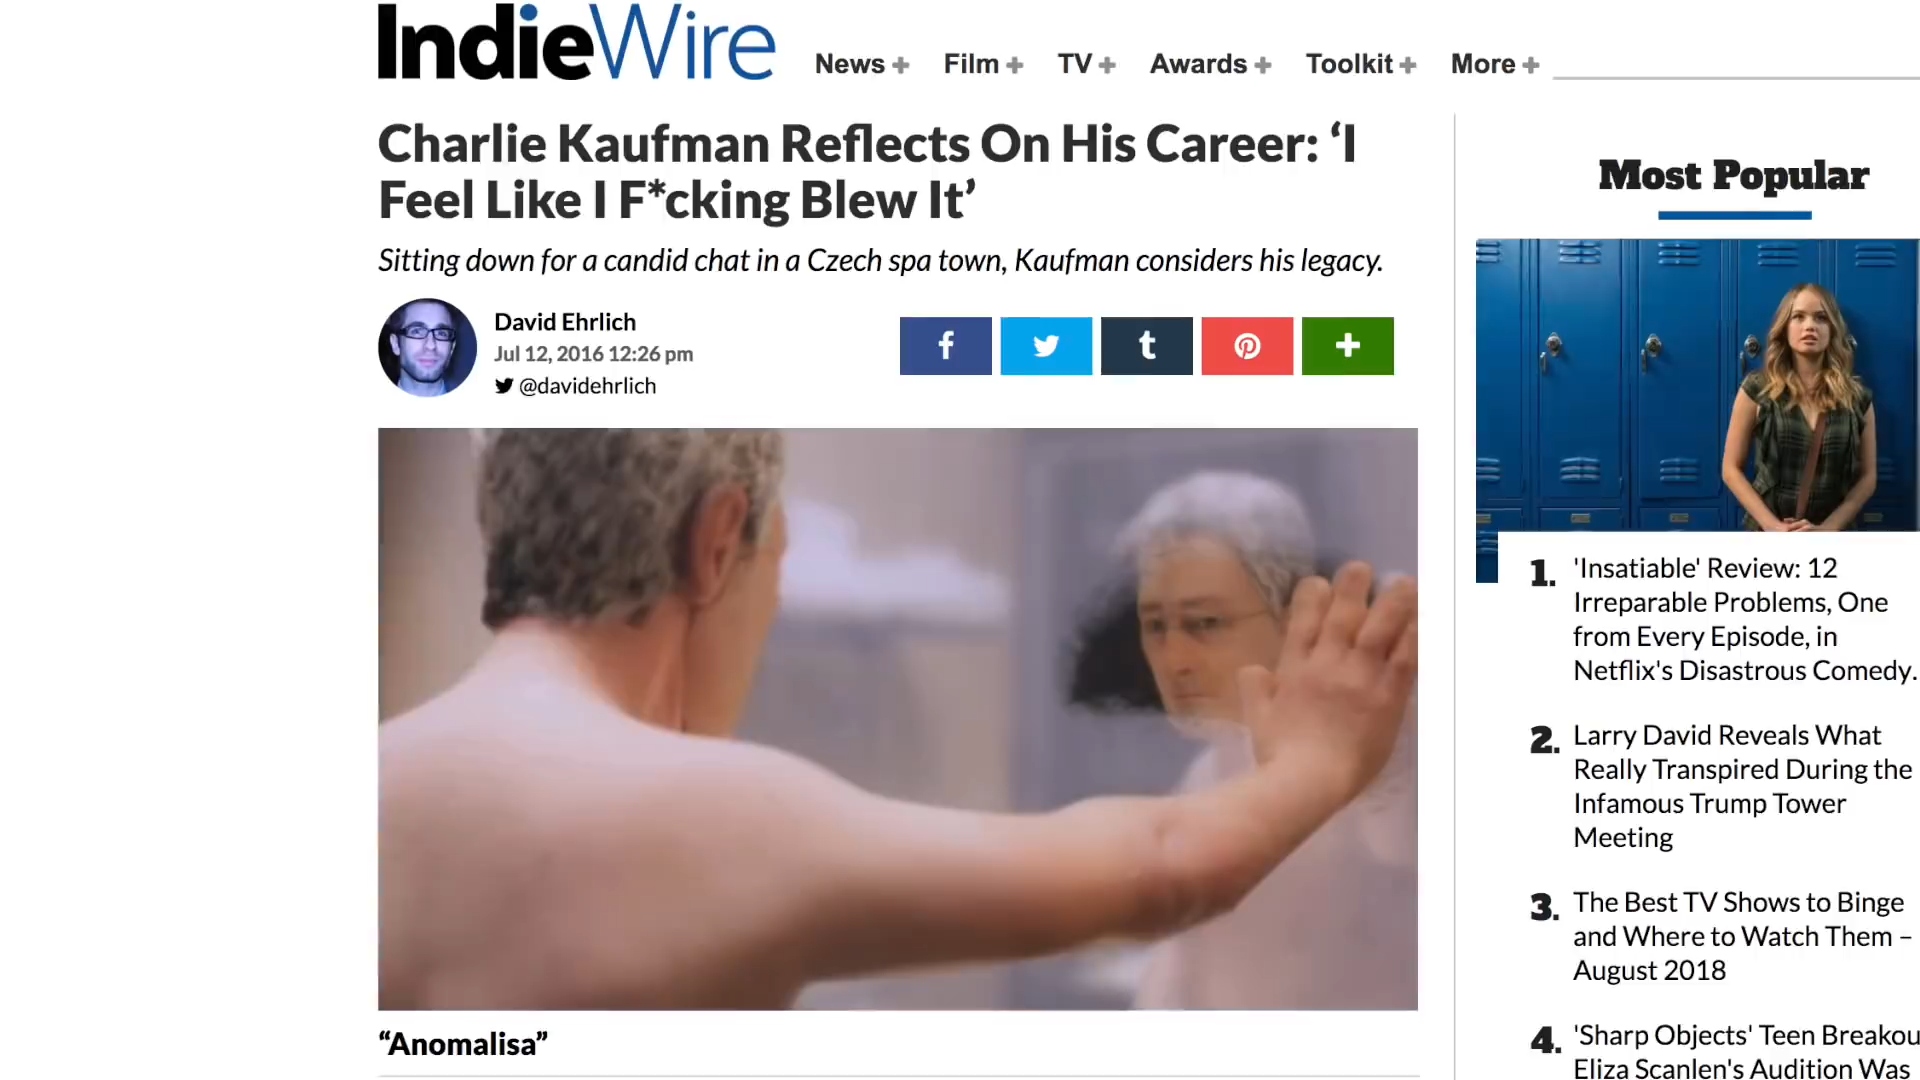 IndieWire
News + Film + TV + Awards + Toolkit + More +
Charlie Kaufman Reflects On His Career: ‘I
Feel Like I F*cking Blew It’
Sitting down for a candid chat in a Czech spa town, Kaufman considers his legacy.
David Ehrlich
Jul 12, 2016 12:26 pm
@davidehrlich
“Anomalisa”
Most Popular
1. 'Insatiable' Review: 12
Irreparable Problems, One
from Every Episode, in
Netflix's Disastrous Comedy.
2. Larry David Reveals What
Really Transpired During the
Infamous Trump Tower
Meeting
3. The Best TV Shows to Binge
and Where to Watch Them –
August 2018
4. 'Sharp Objects' Teen Breakou
Eliza Scanlen's Audition Was